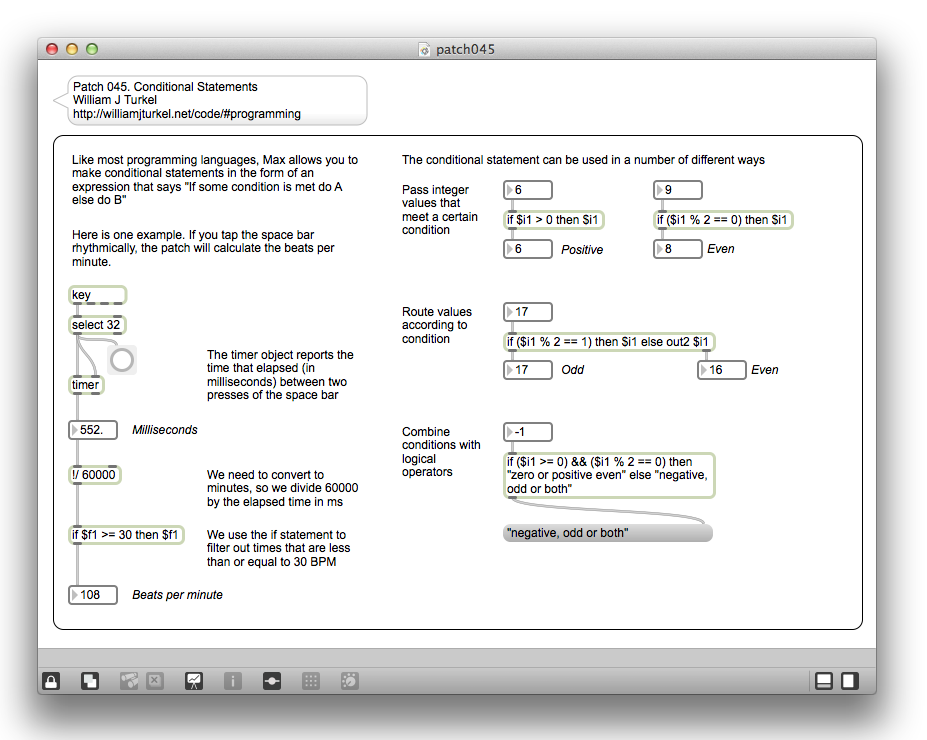 patch045
Patch 045. Conditional Statements
William J Turkel
http://williamjturkel.net/code/#programming
Like most programming languages, Max allows you to
make conditional statements in the form of an
expression that says "If some condition is met do A
else do B"
Here is one example. If you tap the space bar
rhythmically, the patch will calculate the beats per
minute.
key
select 32
The timer object reports the
time that elapsed (in
milliseconds) between two
presses of the space bar
timer
552.
Milliseconds
!/ 60000
We need to convert to
minutes, so we divide 60000
by the elapsed time in ms
if $f1 >= 30 then $f1
We use the if statement to
filter out times that are less
than or equal to 30 BPM
108
Beats per minute
The conditional statement can be used in a number of different ways
Pass integer
values that
meet a certain
condition
6
if $i1 > 0 then $i1
6
Positive
9
if ($i1 % 2 == 0) then $i1
8
Even
Route values
according to
condition
17
if ($i1 % 2 == 1) then $i1 else out2 $i1
17
Odd
16
Even
Combine
conditions with
logical
operators
-1
if ($i1 >= 0) && ($i1 % 2 == 0) then
"zero or positive even" else "negative,
odd or both"
"negative, odd or both"